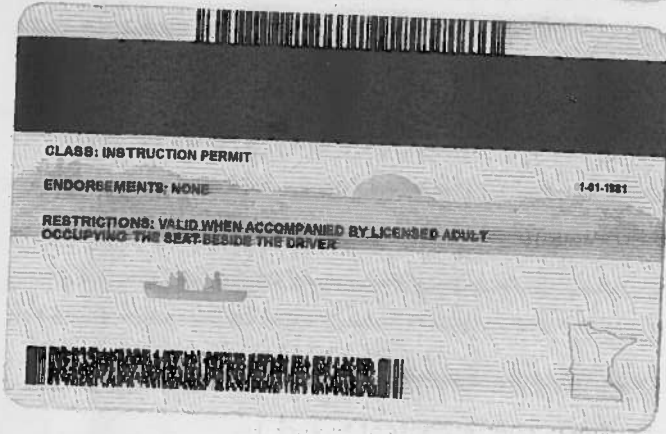 CLASS: INSTRUCTION PERMIT
ENDORSEMENTS: NONE
1-01-1981
RESTRICTIONS: VALID WHEN ACCOMPANIED BY LICENSED ADULT
OCCUPYING THE SEAT BESIDE THE DRIVER